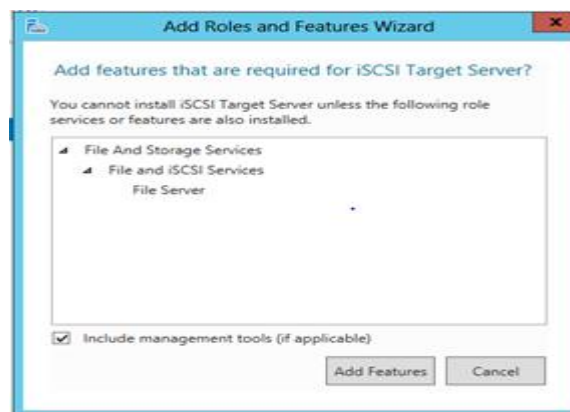 Add Roles and Features Wizard
Add features that are required for iSCSI Target Server?
You cannot install iSCSI Target Server unless the following role
services or features are also installed.
File And Storage Services
File and iSCSI Services
File Server
Include management tools (if applicable)
Add Features
Cancel